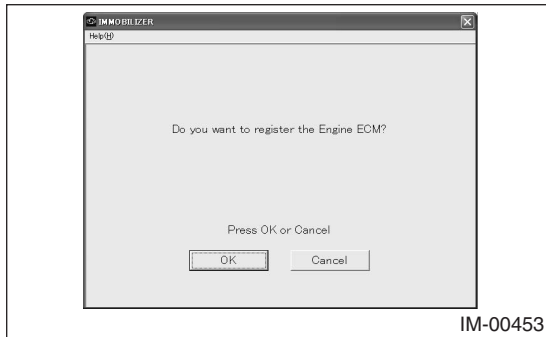 IMMOBILIZER
Help(H)
Do you want to register the Engine ECM?
Press OK or Cancel
OK
Cancel
IM-00453